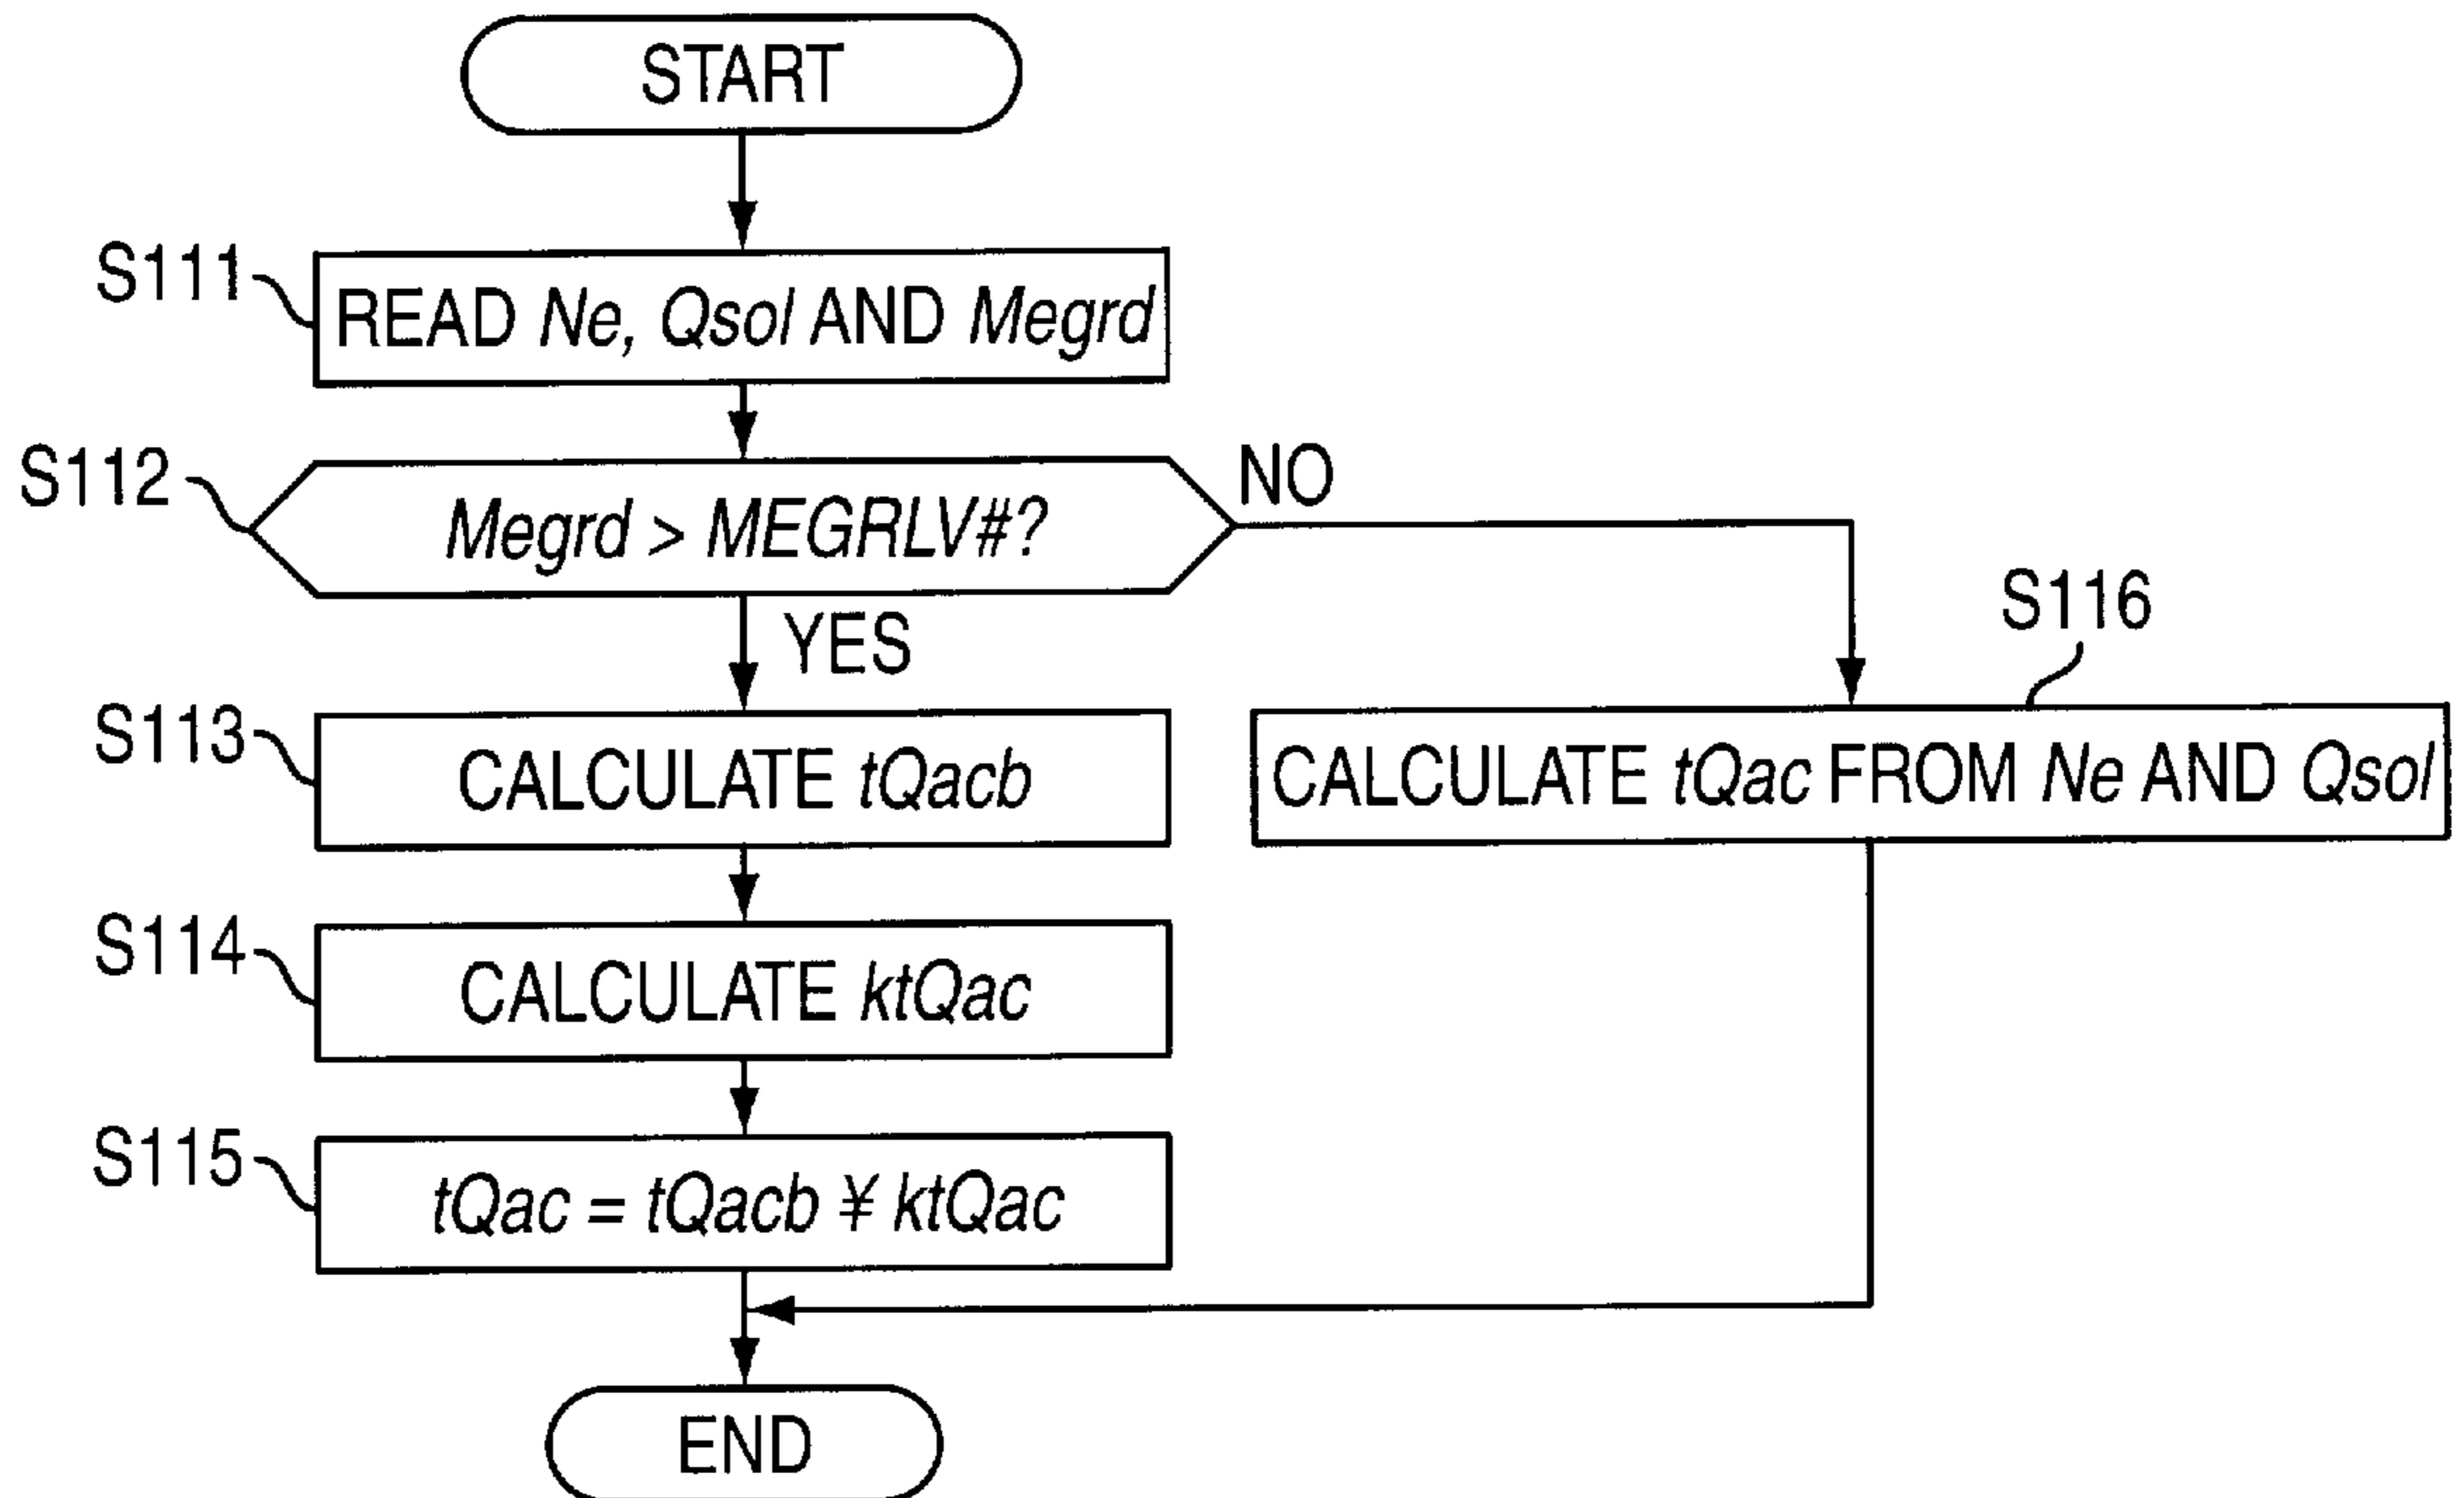 START
S111
READ Ne, Qsol AND Megrd
S112
Megrd > MEGRLV#?
NO
YES
S116
S113
CALCULATE tQacb
CALCULATE tQac FROM Ne AND Qsol
S114
CALCULATE ktQac
S115
tQac = tQacb ¥ ktQac
END